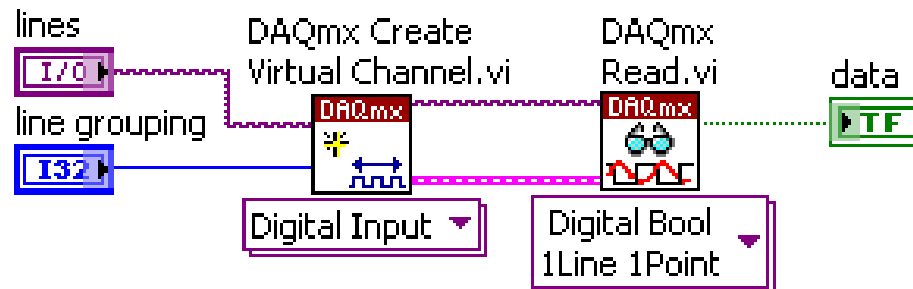 lines
I/O
line grouping
I32
DAQmx Create
Virtual Channel.vi
DAQmx
Digital Input
DAQmx
Read.vi
DAQmx
Digital Bool
1Line 1Point
data
TF